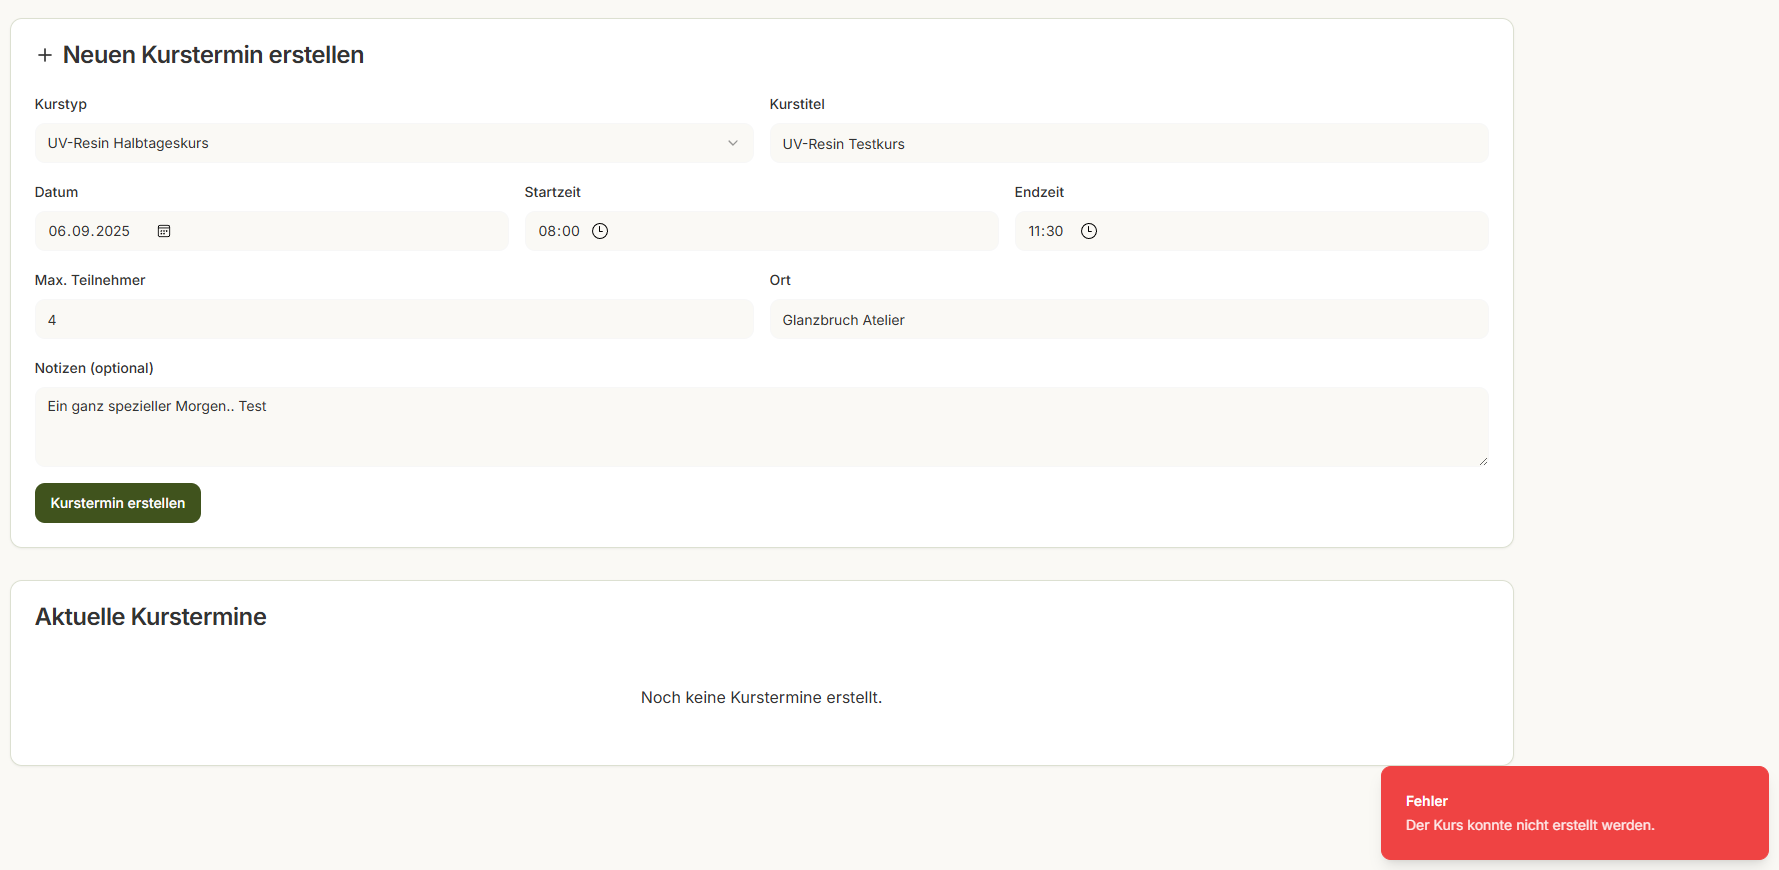 Neuen Kurstermin erstellen
Kurstyp
Kurstitel
UV-Resin Halbtageskurs
UV-Resin Testkurs
Datum
Startzeit
Endzeit
06.09.2025
08:00
11:30
Max. Teilnehmer
Ort
4
Glanzbruch Atelier
Notizen (optional)
Ein ganz spezieller Morgen.. Test
Kurstermin erstellen
Aktuelle Kurstermine
Noch keine Kurstermine erstellt.
Fehler
Der Kurs konnte nicht erstellt werden.